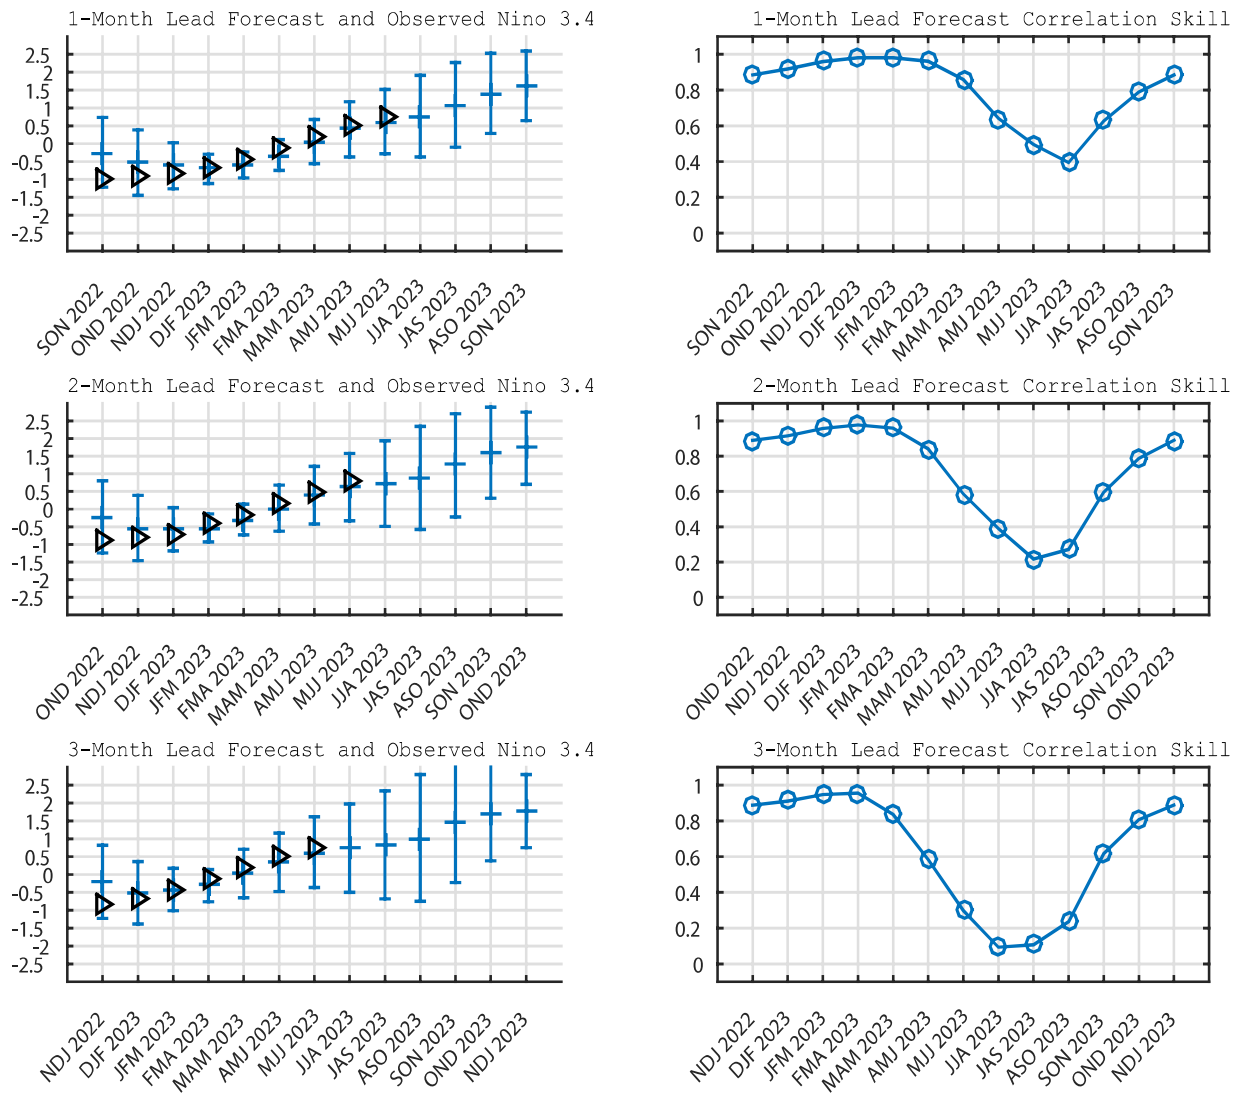 1-Month Lead Forecast and Observed Nino 3.4
2.5
2
1.5
1
0.5
0
-0.5
-1
-1.5
-2
-2.5
SON 2022
OND 2022
NDJ 2022
DJF 2023
JFM 2023
FMA 2023
MAM 2023
AMJ 2023
MJJ 2023
JJA 2023
JAS 2023
ASO 2023
SON 2023
1-Month Lead Forecast Correlation Skill
1
0.8
0.6
0.4
0.2
0
SON 2022
OND 2022
NDJ 2022
DJF 2023
JFM 2023
FMA 2023
MAM 2023
AMJ 2023
MJJ 2023
JJA 2023
JAS 2023
ASO 2023
SON 2023
2-Month Lead Forecast and Observed Nino 3.4
2.5
2
1.5
1
0.5
0
-0.5
-1
-1.5
-2
-2.5
OND 2022
NDJ 2022
DJF 2023
JFM 2023
FMA 2023
MAM 2023
AMJ 2023
MJJ 2023
JJA 2023
JAS 2023
ASO 2023
SON 2023
OND 2023
2-Month Lead Forecast Correlation Skill
1
0.8
0.6
0.4
0.2
0
OND 2022
NDJ 2022
DJF 2023
JFM 2023
FMA 2023
MAM 2023
AMJ 2023
MJJ 2023
JJA 2023
JAS 2023
ASO 2023
SON 2023
OND 2023
3-Month Lead Forecast and Observed Nino 3.4
2.5
2
1.5
1
0.5
0
-0.5
-1
-1.5
-2
-2.5
NDJ 2022
DJF 2023
JFM 2023
FMA 2023
MAM 2023
AMJ 2023
MJJ 2023
JJA 2023
JAS 2023
ASO 2023
SON 2023
OND 2023
NDJ 2023
3-Month Lead Forecast Correlation Skill
1
0.8
0.6
0.4
0.2
0
NDJ 2022
DJF 2023
JFM 2023
FMA 2023
MAM 2023
AMJ 2023
MJJ 2023
JJA 2023
JAS 2023
ASO 2023
SON 2023
OND 2023
NDJ 2023